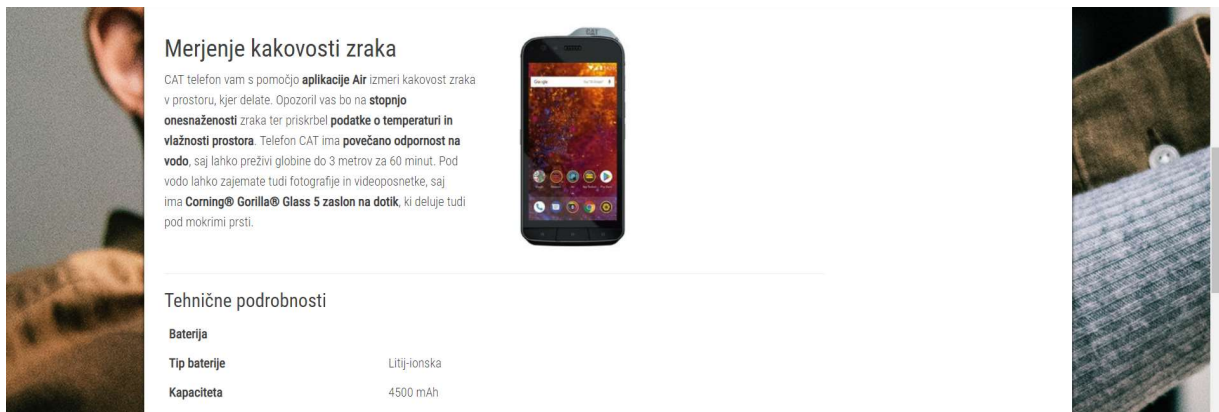 Merjenje kakovosti zraka
CAT telefon vam s pomočjo aplikacije Air izmeri kakovost zraka
v prostoru, kjer delate. Opozoril vas bo na stopnjo
onesnaženosti zraka ter priskrbel podatke o temperaturi in
vlažnosti prostora. Telefon CAT ima povečano odpornost na
vodo, saj lahko preživi globine do 3 metrov za 60 minut. Pod
vodo lahko zajemate tudi fotografije in videoposnetke, saj
ima Corning® Gorilla® Glass 5 zaslon na dotik, ki deluje tudi
pod mokrimi prsti.
CAT
Google
Tehnične podrobnosti
Baterija
Tip baterije Litij-ionska
Kapaciteta 4500 mAh